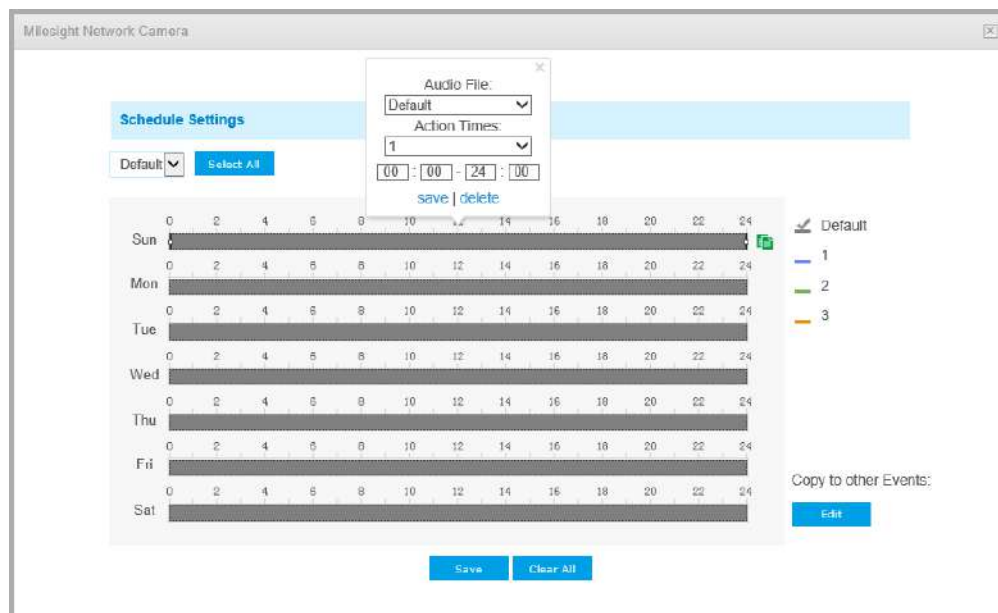 Milesight Network Camera
Audio File:
Default
Action Times:
1
00 : 00 - 24 : 00
save | delete
Schedule Settings
Default
Select All
0 2 4 6 8 10 12 14 16 18 20 22 24
Sun
0 2 4 6 8 10 12 14 16 18 20 22 24
Mon
0 2 4 6 8 10 12 14 16 18 20 22 24
Tue
0 2 4 6 8 10 12 14 16 18 20 22 24
Wed
0 2 4 6 8 10 12 14 16 18 20 22 24
Thu
0 2 4 6 8 10 12 14 16 18 20 22 24
Fri
0 2 4 6 8 10 12 14 16 18 20 22 24
Sat
Default
1
2
3
Copy to other Events:
Edit
Save
Clear All